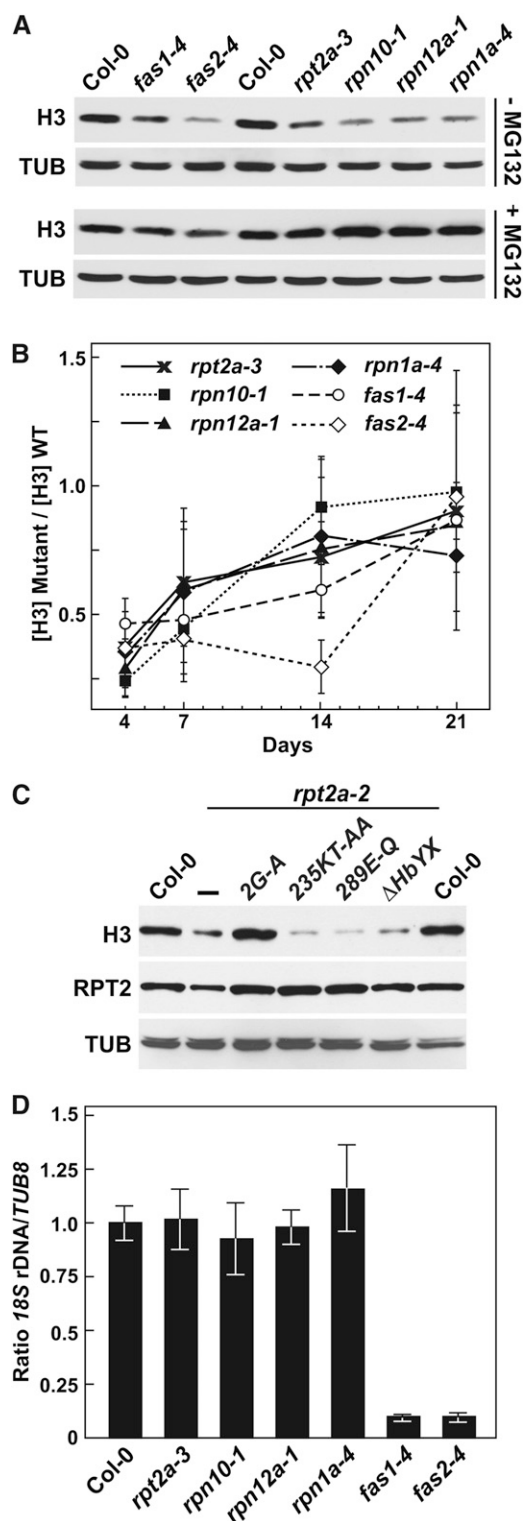 A
Col-0 fas1-4 fas2-4 Col-0 rpt2a-3 rpn10-1 rpn12a-1 rpn1a-4
H3
TUB
- MG132
H3
TUB
+ MG132
B
1.5
1.0
0.5
[H3] Mutant / [H3] WT
rpt2a-3
rpn10-1
rpn12a-1
rpn1a-4
fas1-4
fas2-4
4 7 14 21
Days
C
rpt2a-2
Col-0 – 2G-A 235KT-AA 289E-Q ΔHbYX Col-0
H3
RPT2
TUB
D
1.5
1.25
1.0
0.75
0.5
0.25
0
Ratio 18S rDNA/TUB8
Col-0 rpt2a-3 rpn10-1 rpn12a-1 rpn1a-4 fas1-4 fas2-4